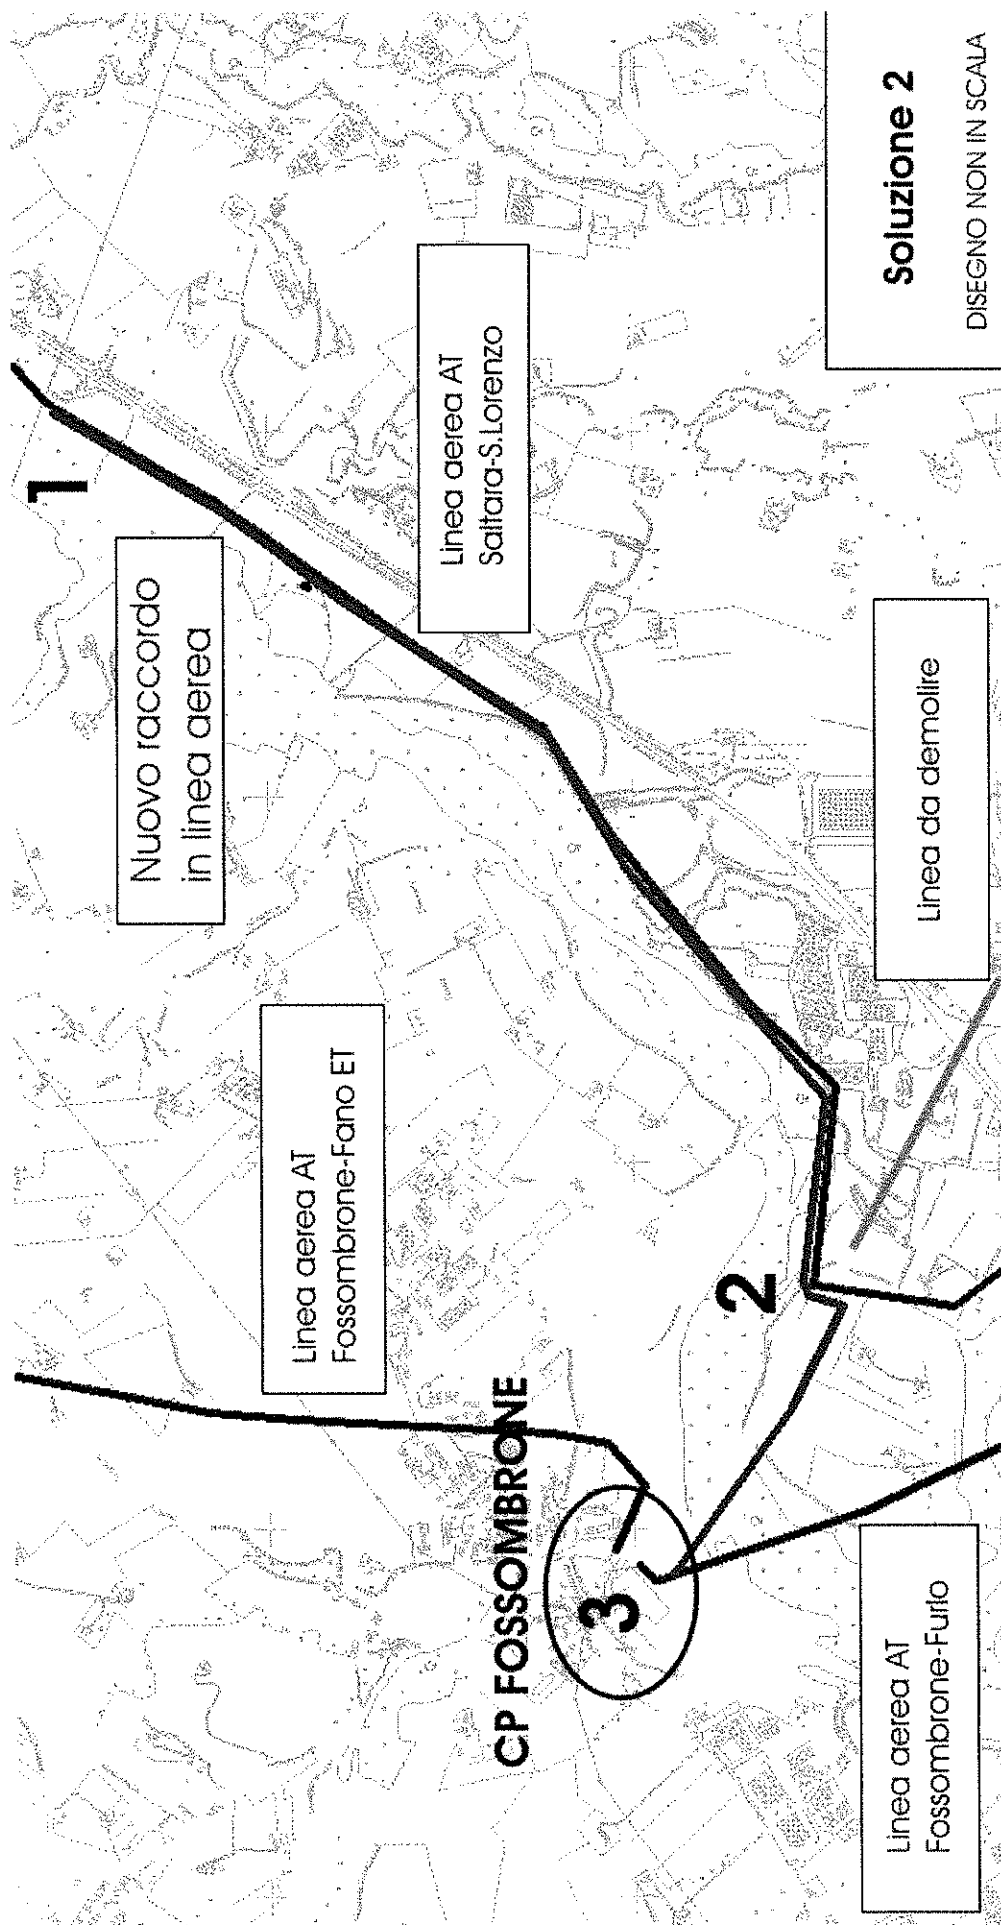 CP FOSSOMBRONE
3
Linea aerea AT
Fossombrone-Fano ET
Nuovo raccordo
in linea aerea
1
Linea aerea AT
Saltara-S.Lorenzo
2
Linea aerea AT
Fossombrone-Furlo
Linea da demolire
Soluzione 2
DISEGNO NON IN SCALA